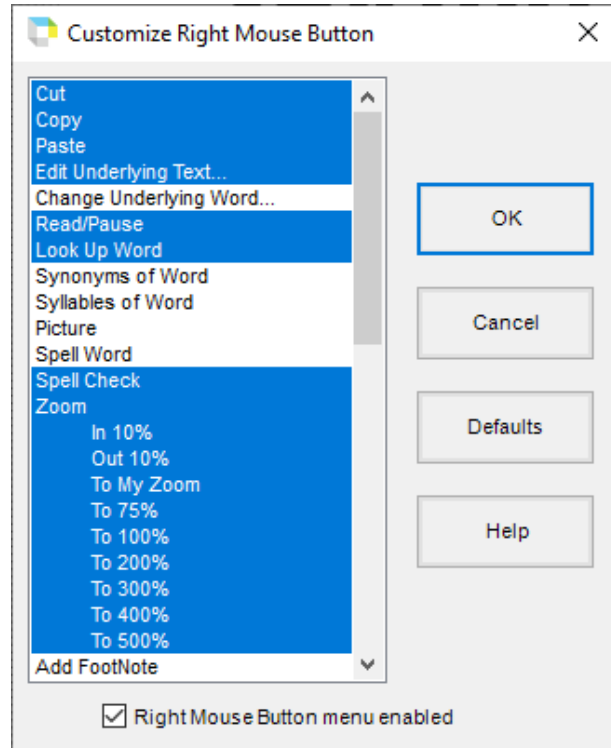 Customize Right Mouse Button
Cut
Copy
Paste
Edit Underlying Text...
Change Underlying Word...
Read/Pause
Look Up Word
Synonyms of Word
Syllables of Word
Picture
Spell Word
Spell Check
Zoom
In 10%
Out 10%
To My Zoom
To 75%
To 100%
To 200%
To 300%
To 400%
To 500%
Add FootNote
OK
Cancel
Defaults
Help
Right Mouse Button menu enabled